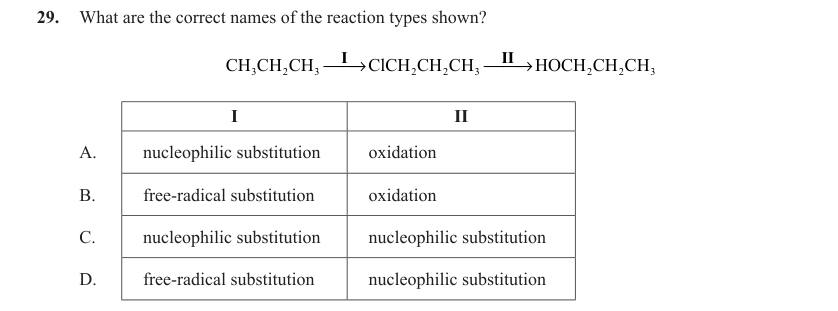 29. What are the correct names of the reaction types shown?
CH₃CH₂CH₃ —I→ ClCH₂CH₂CH₃ —II→ HOCH₂CH₂CH₃
I II
A. nucleophilic substitution oxidation
B. free-radical substitution oxidation
C. nucleophilic substitution nucleophilic substitution
D. free-radical substitution nucleophilic substitution